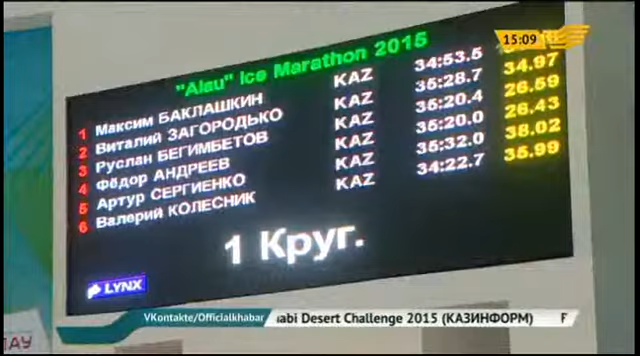 15:09
"Alau" Ice Marathon 2015
1 Максим БАКЛАШКИН KAZ 34:53.5
2 Виталий ЗАГОРОДЬКО KAZ 35:28.7 34.97
3 Руслан БЕГИМБЕТОВ KAZ 35:20.4 26.59
4 Фёдор АНДРЕЕВ KAZ 35:20.0 26.43
5 Артур СЕРГИЕНКО KAZ 35:32.0 38.02
6 Валерий КОЛЕСНИК KAZ 34:22.7 35.99
1 Круг.
LYNX
VKontakte/Officialkhabar abi Desert Challenge 2015 (КАЗИНФОРМ) F